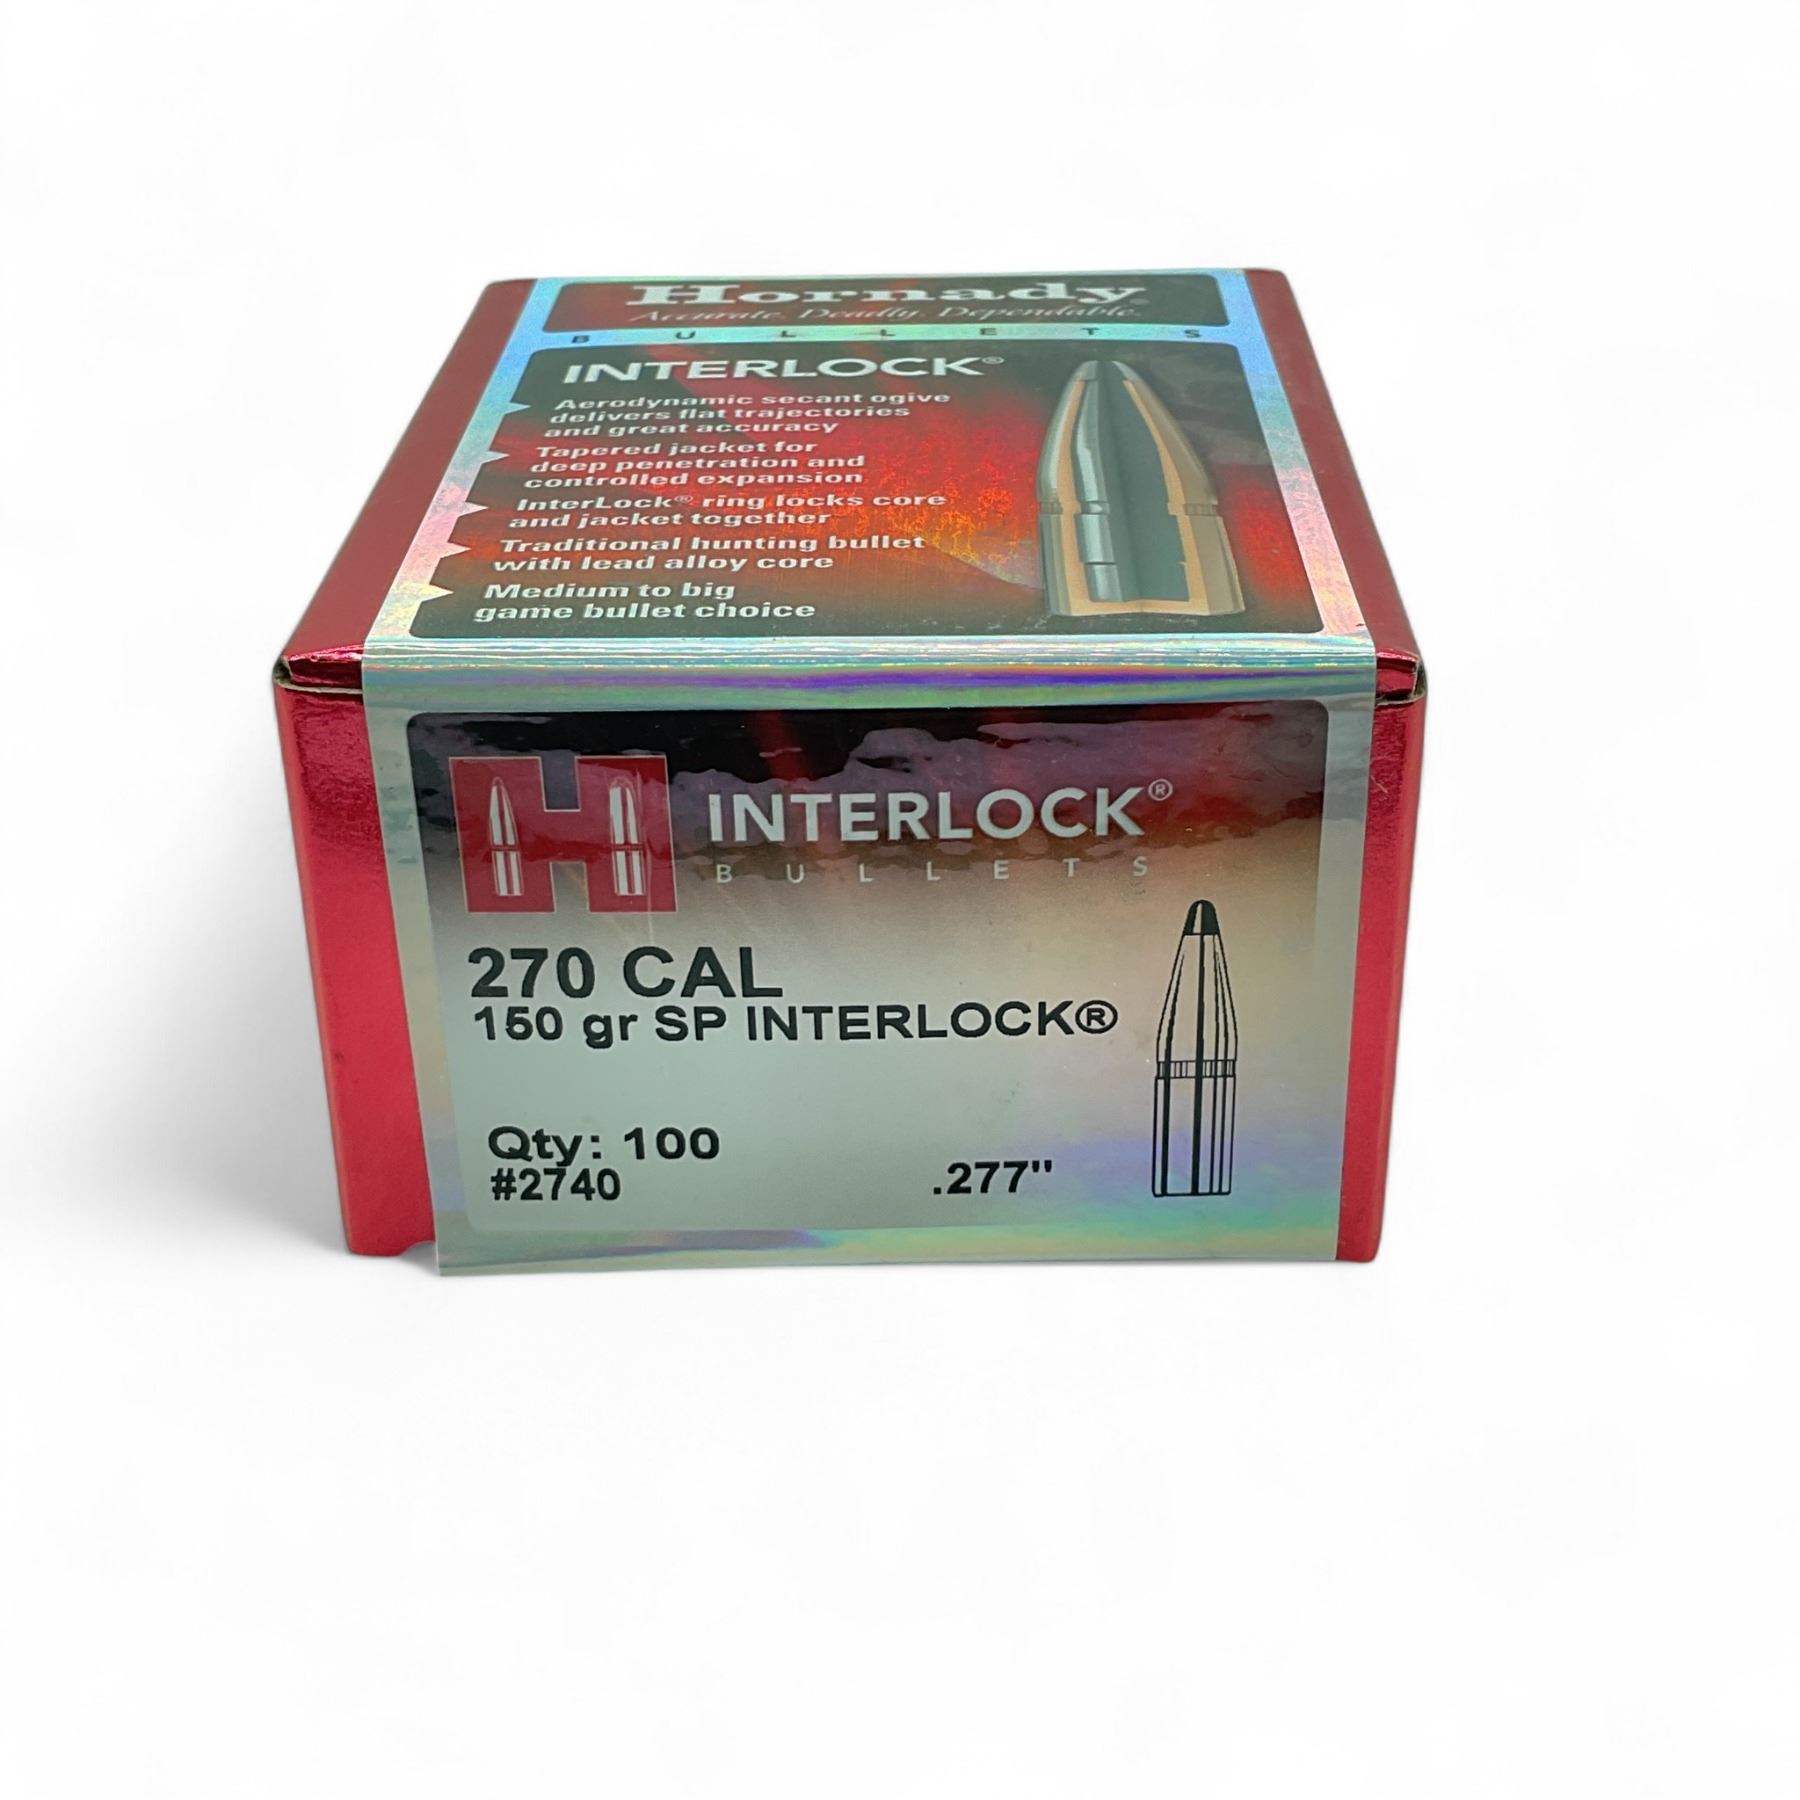 Hornady®
Accurate. Deadly. Dependable.
BULLETS
INTERLOCK®
Aerodynamic secant ogive
delivers flat trajectories
and great accuracy
Tapered jacket for
deep penetration and
controlled expansion
InterLock® ring locks core
and jacket together
Traditional hunting bullet
with lead alloy core
Medium to big
game bullet choice
H INTERLOCK®
BULLETS
270 CAL
150 gr SP INTERLOCK®
Qty: 100
#2740
.277"